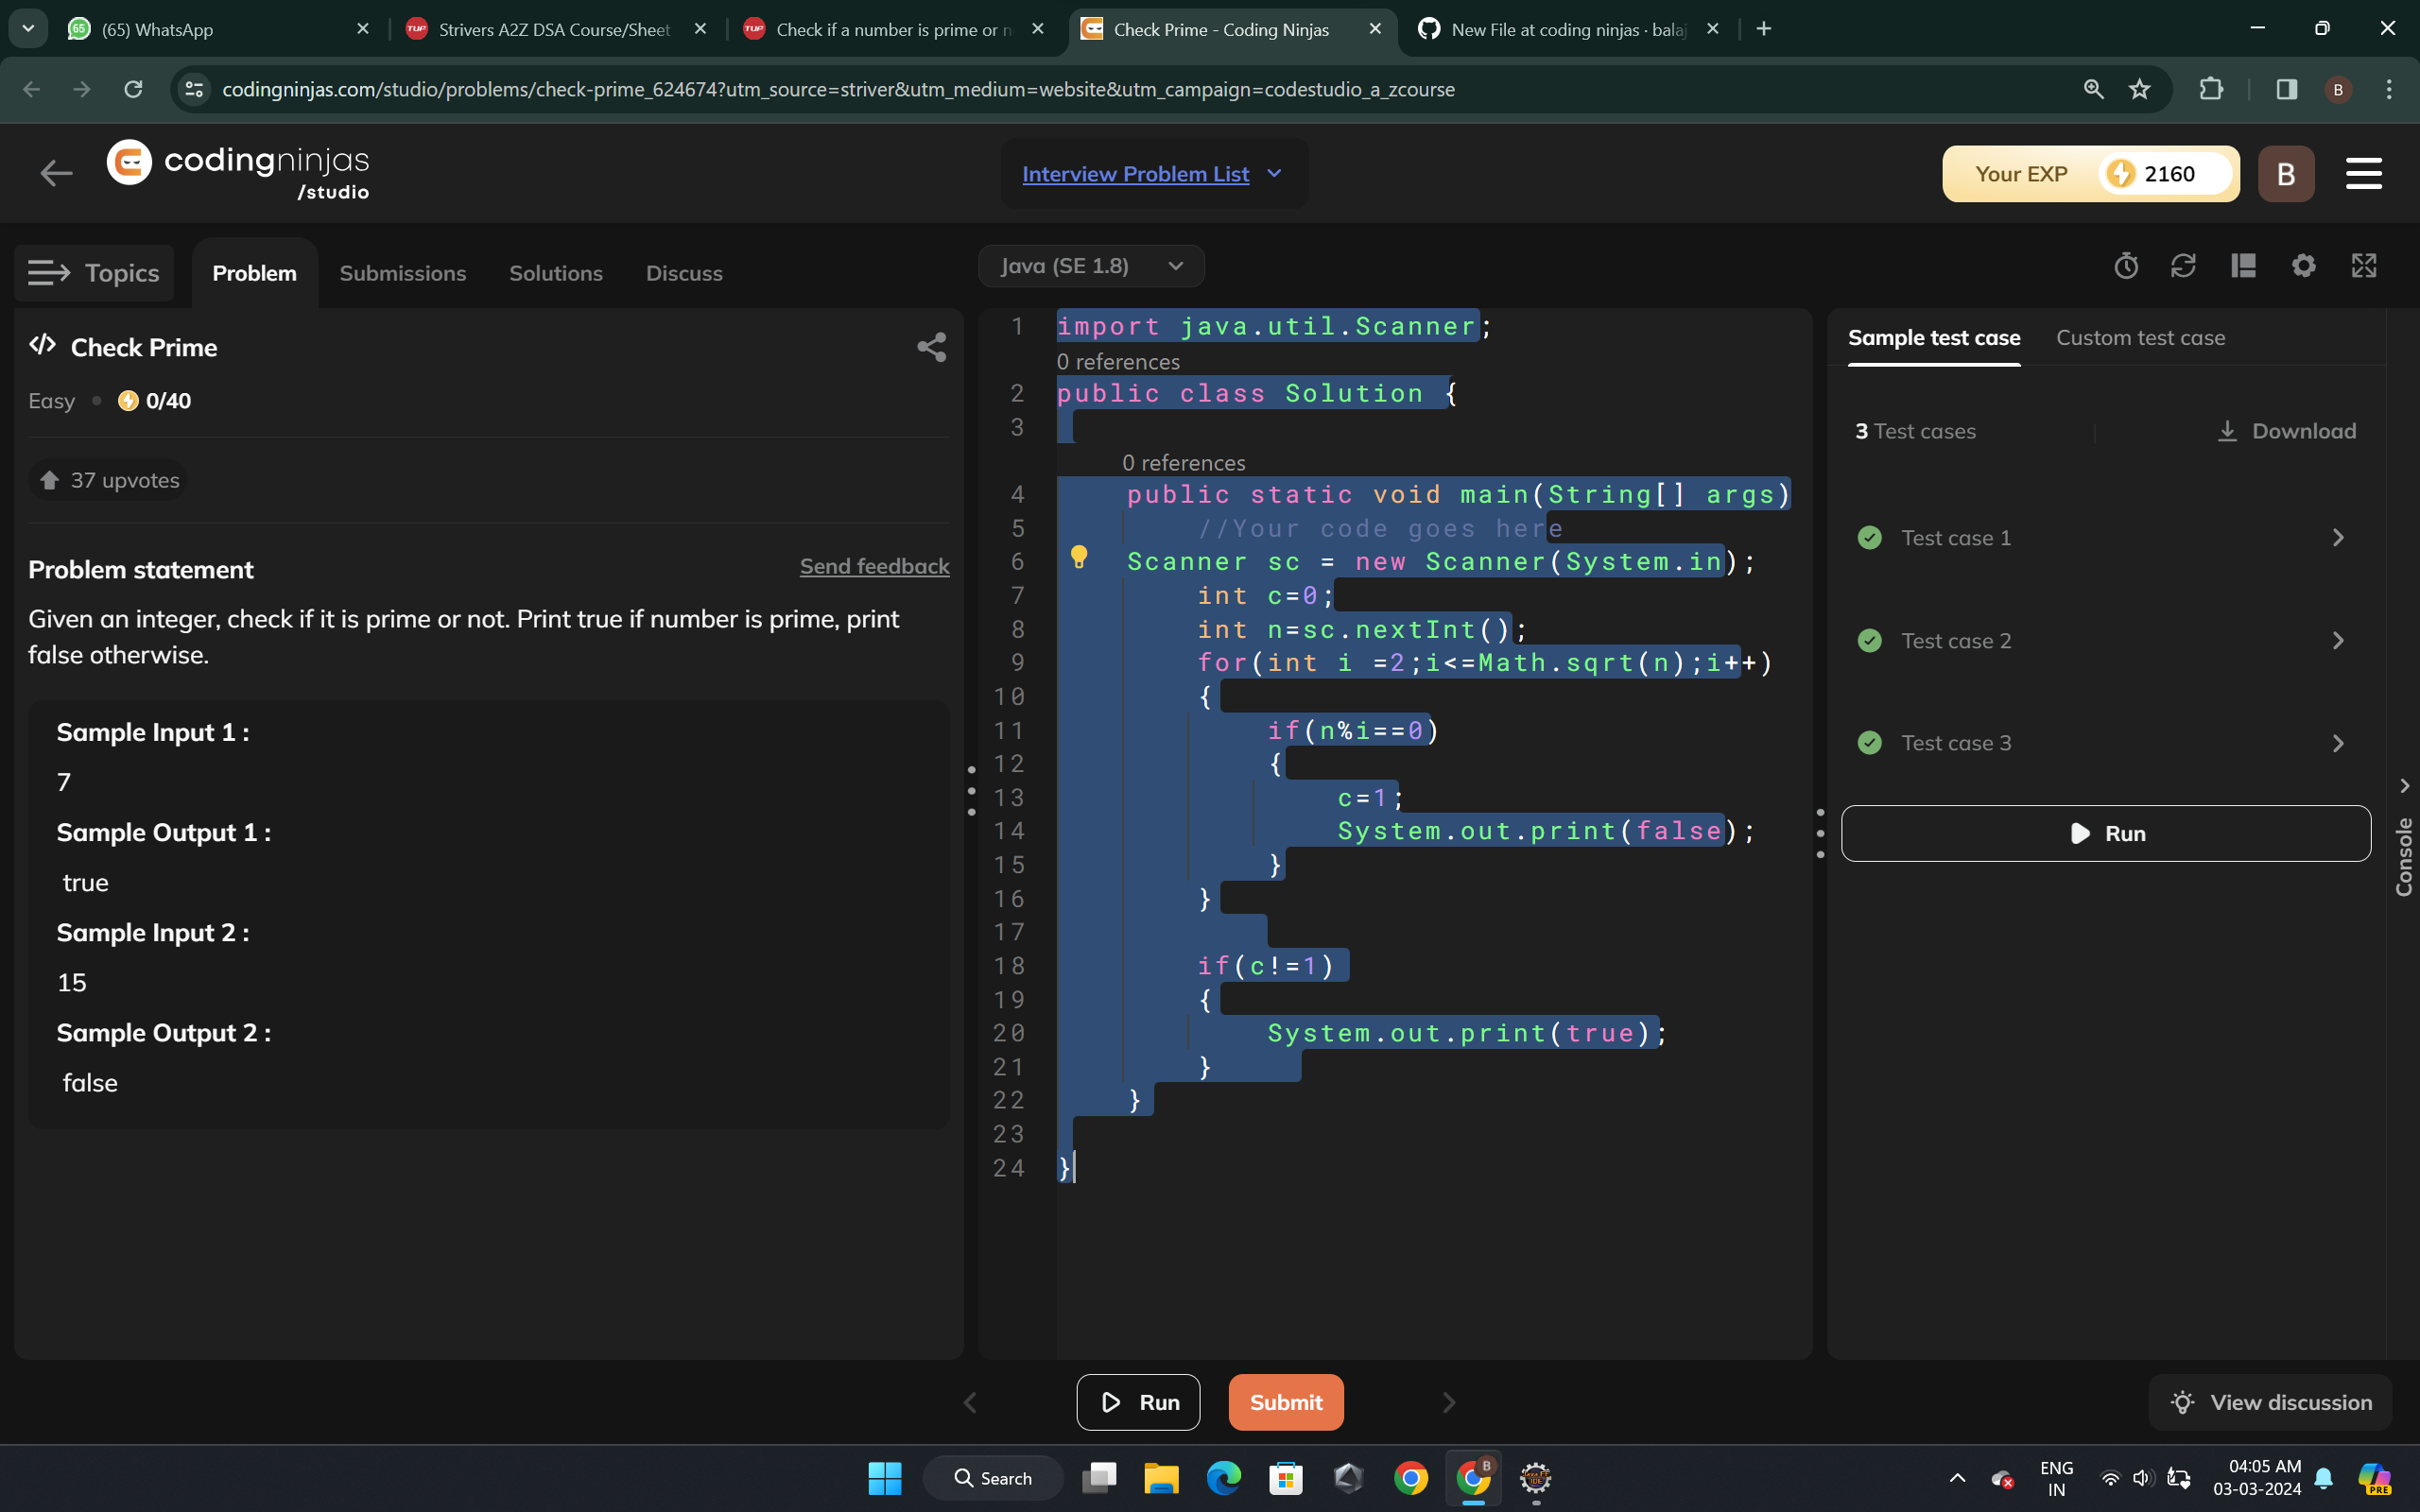 (65) WhatsApp
Strivers A2Z DSA Course/Sheet
Check if a number is prime or n
Check Prime - Coding Ninjas
New File at coding ninjas · balaj
codingninjas.com/studio/problems/check-prime_624674?utm_source=striver&utm_medium=website&utm_campaign=codestudio_a_zcourse
B
codingninjas
/studio
Interview Problem List
Your EXP 2160
B
Topics
Problem
Submissions
Solutions
Discuss
Java (SE 1.8)
Check Prime
Easy • 0/40
37 upvotes
Problem statement
Send feedback
Given an integer, check if it is prime or not. Print true if number is prime, print
false otherwise.
Sample Input 1 :
7
Sample Output 1 :
true
Sample Input 2 :
15
Sample Output 2 :
false
1 import java.util.Scanner;
0 references
2 public class Solution {
3
0 references
4 public static void main(String[] args)
5 //Your code goes here
6 Scanner sc = new Scanner(System.in);
7 int c=0;
8 int n=sc.nextInt();
9 for(int i =2;i<=Math.sqrt(n);i++)
10 {
11 if(n%i==0)
12 {
13 c=1;
14 System.out.print(false);
15 }
16 }
17
18 if(c!=1)
19 {
20 System.out.print(true);
21 }
22 }
23
24 }
Sample test case
Custom test case
3 Test cases
Download
Test case 1
Test case 2
Test case 3
Run
Console
Run
Submit
View discussion
Search
B
ENG
IN
04:05 AM
03-03-2024
PRE